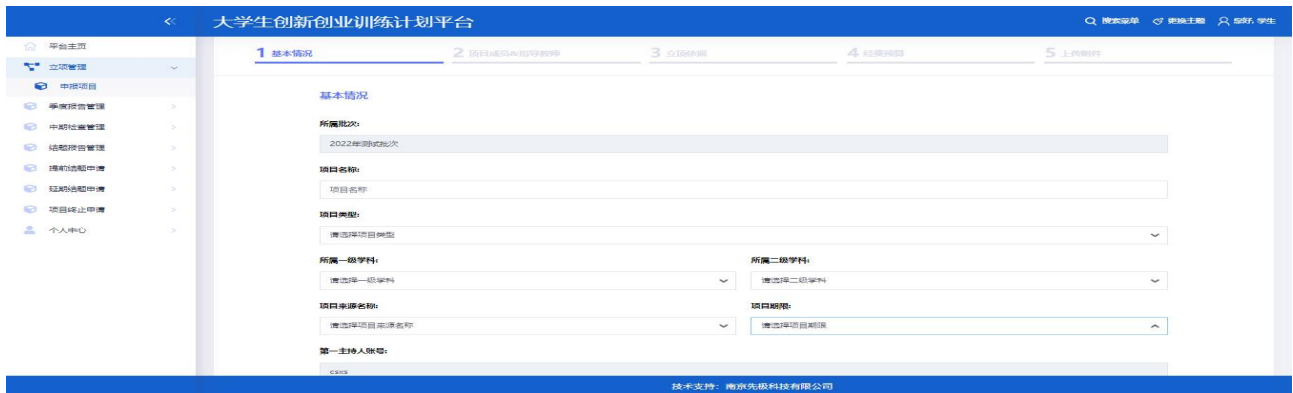 大学生创新创业训练计划平台
搜索菜单 更换主题 您好, 学生
平台主页
立项管理
申报项目
季度报告管理
中期检查管理
结题报告管理
提前结题申请
延期结题申请
项目终止申请
个人中心
1 基本情况 2 项目成员&指导教师 3 立项依据 4 经费预算 5 上传附件
基本情况
所属批次:
2022年测试批次
项目名称:
项目名称
项目类型:
请选择项目类型
所属一级学科: 所属二级学科:
请选择一级学科 请选择二级学科
项目来源名称: 项目期限:
请选择项目来源名称 请选择项目期限
第一主持人账号:
技术支持：南京先极科技有限公司